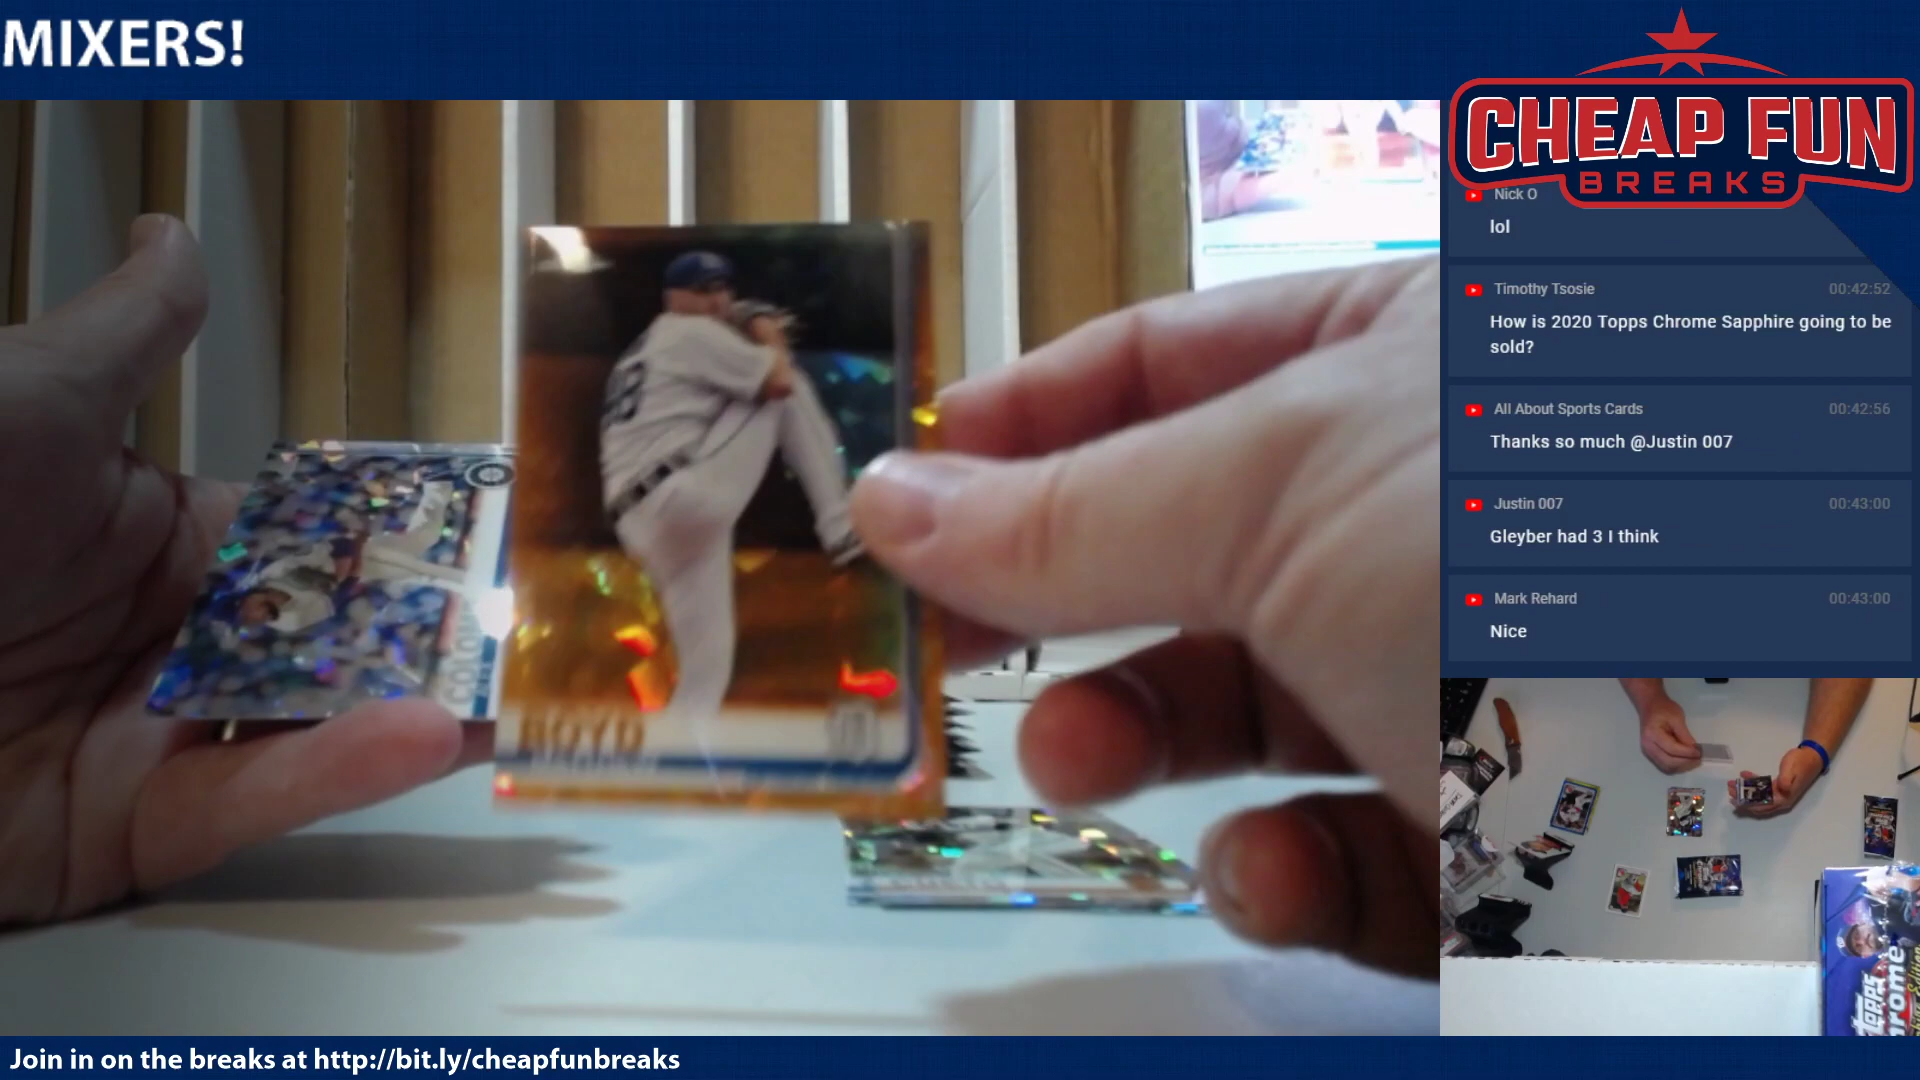 MIXERS!
CHEAP FUN
BREAKS
Nick O
lol
Timothy Tsosie 00:42:52
How is 2020 Topps Chrome Sapphire going to be
sold?
All About Sports Cards 00:42:56
Thanks so much @Justin 007
Justin 007 00:43:00
Gleyber had 3 I think
Mark Rehard 00:43:00
Nice
BOYD
Topps
Chrome
Join in on the breaks at http://bit.ly/cheapfunbreaks